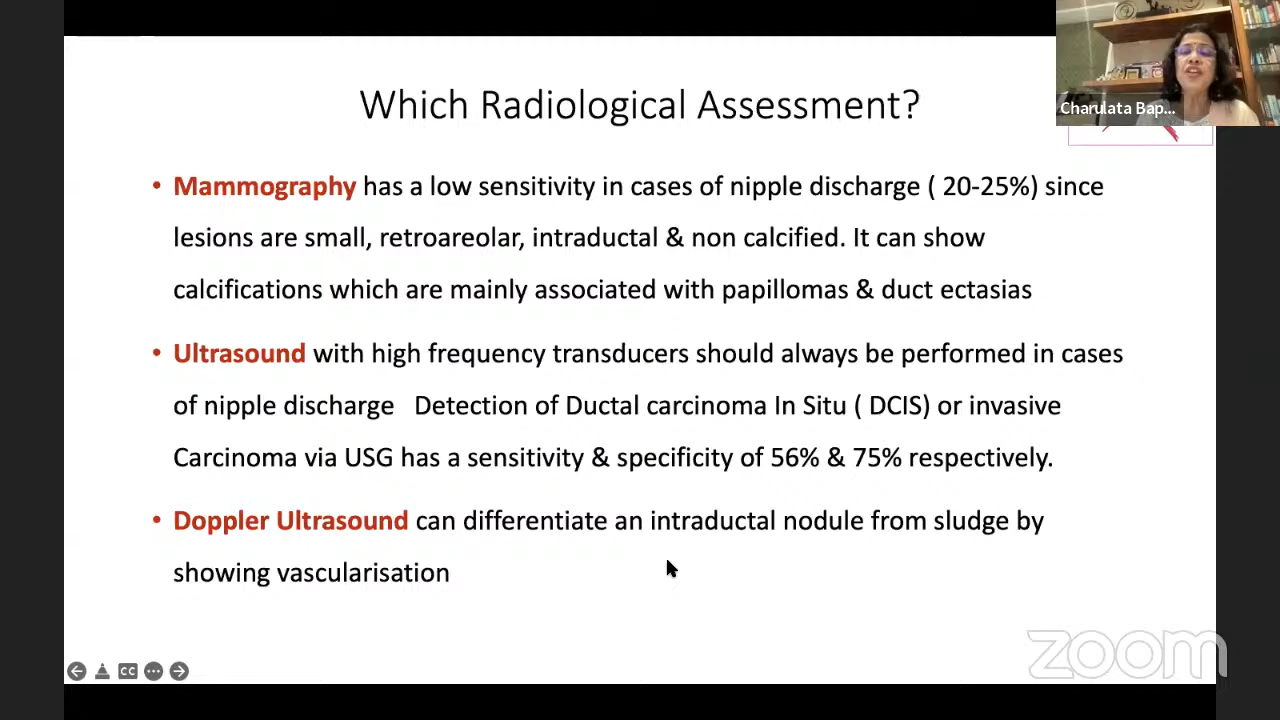 Which Radiological Assessment?
Charulata Bap...
• Mammography has a low sensitivity in cases of nipple discharge ( 20-25%) since
lesions are small, retroareolar, intraductal & non calcified. It can show
calcifications which are mainly associated with papillomas & duct ectasias
• Ultrasound with high frequency transducers should always be performed in cases
of nipple discharge Detection of Ductal carcinoma In Situ ( DCIS) or invasive
Carcinoma via USG has a sensitivity & specificity of 56% & 75% respectively.
• Doppler Ultrasound can differentiate an intraductal nodule from sludge by
showing vascularisation
CC
zoom